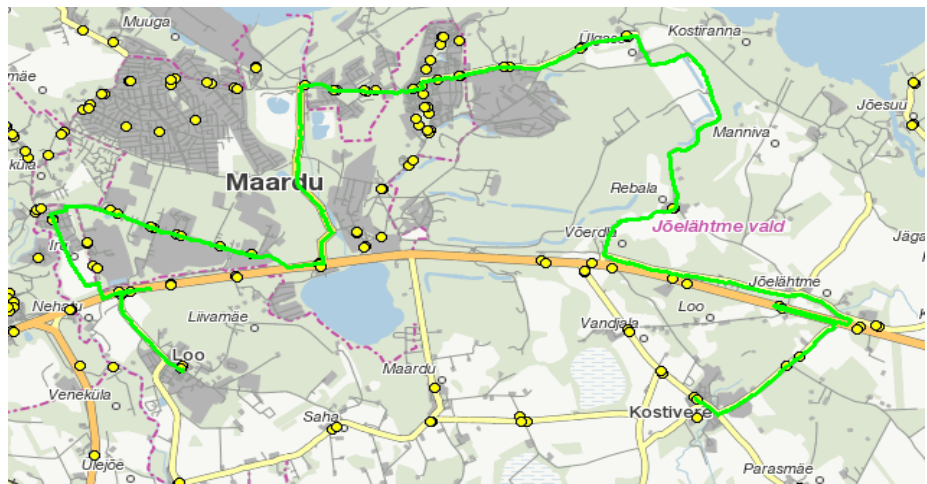 Muuga
Ülgase
Kostiranna
mäe
Jõesuu
Manniva
küla
Maardu
Rebala
Jõelähtme vald
Võerdla
Iru
Jäga
Jõelähtme
Nehatu
Liivamäe
Loo
Vandjala
Loo
Maardu
Veneküla
Saha
Kostivere
Ülejõe
Parasmäe